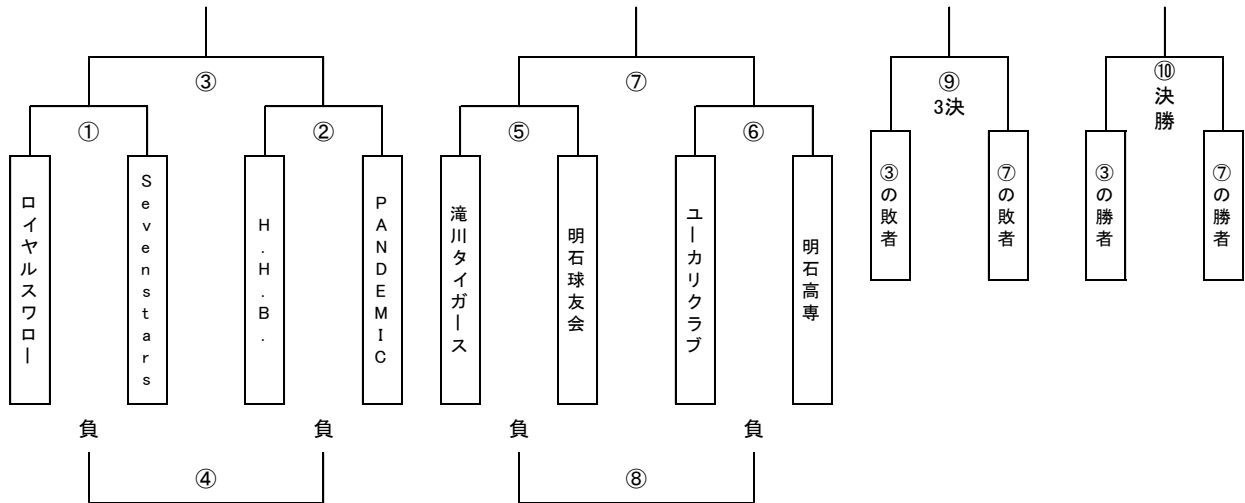 ③
⑦
⑨
3決
⑩
決勝
①
②
⑤
⑥
ロイヤルスワロー
Sevenstars
H.H.B.
PANDEMIC
滝川タイガース
明石球友会
ユーカリクラブ
明石高専
③の敗者
⑦の敗者
③の勝者
⑦の勝者
負
負
負
負
④
⑧